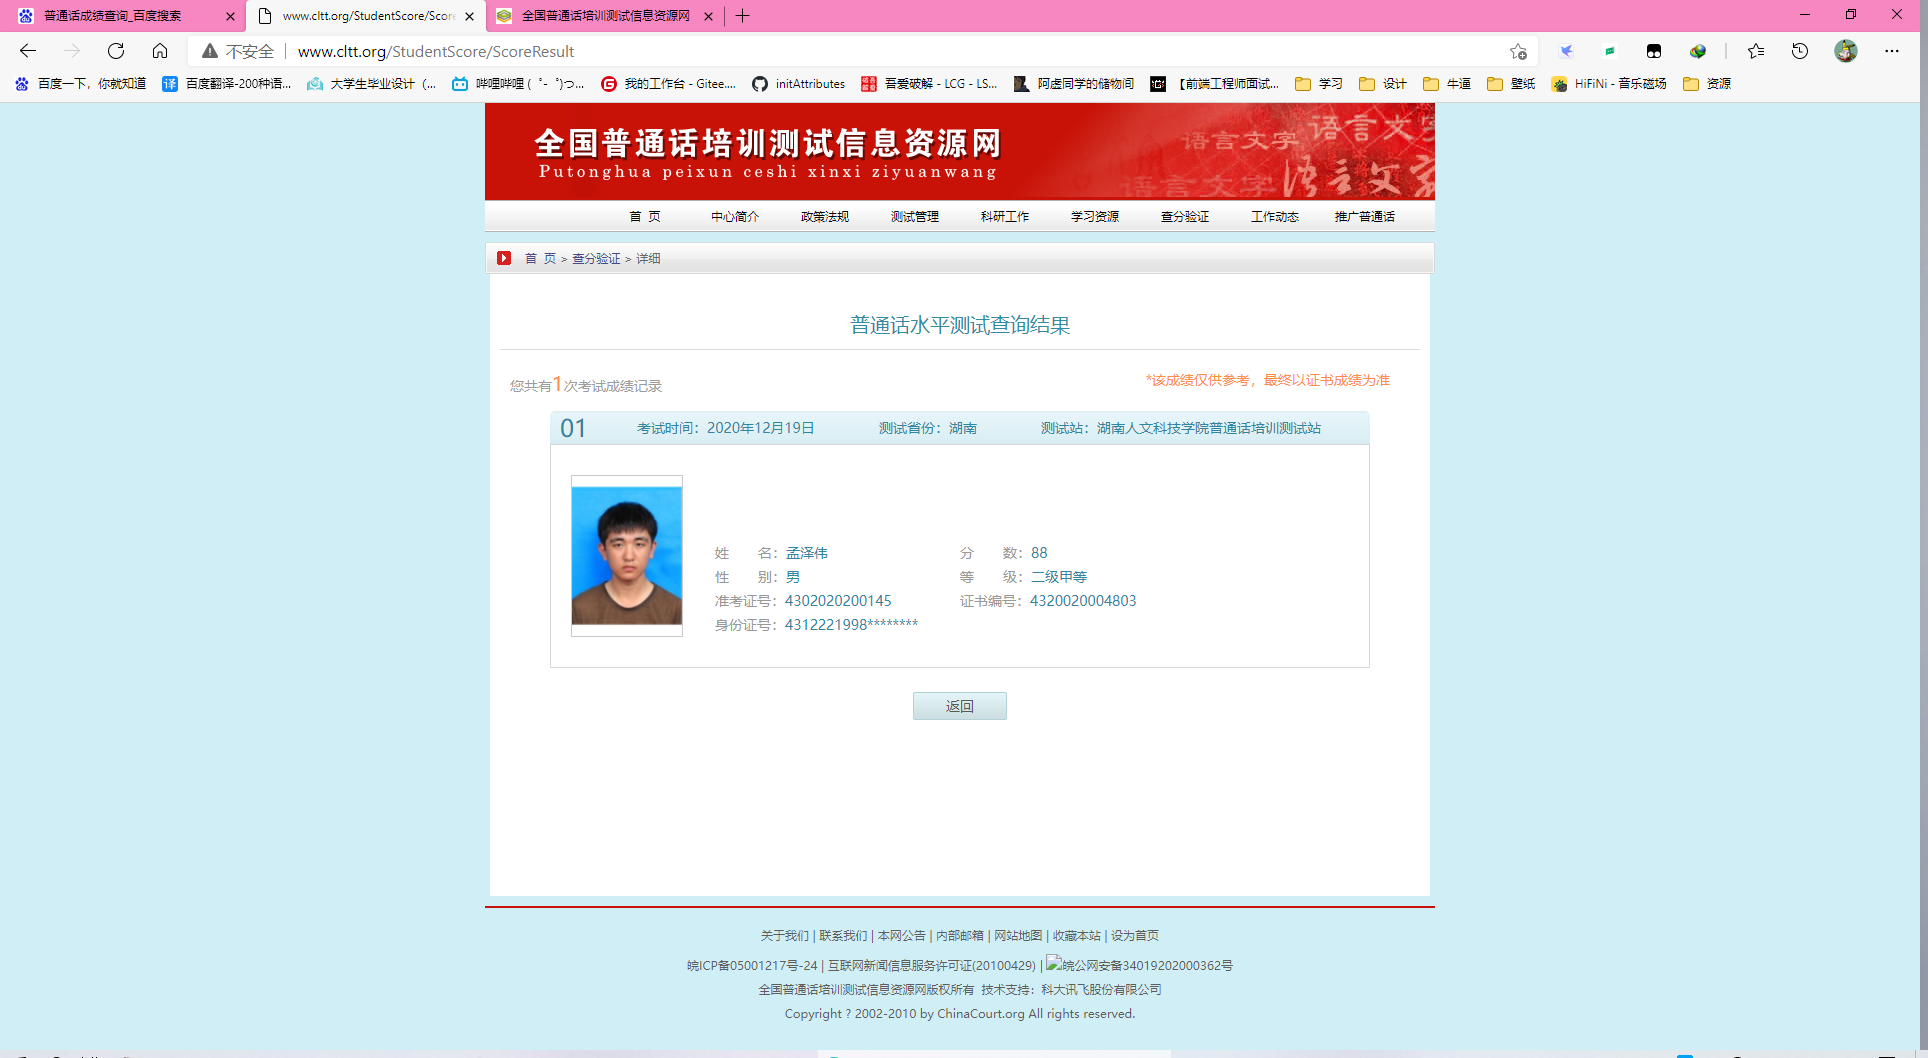 普通话成绩查询_百度搜索
www.cltt.org/StudentScore/Score
全国普通话培训测试信息资源网
不安全
www.cltt.org/StudentScore/ScoreResult
百度一下，你就知道
百度翻译-200种语...
大学生毕业设计（...
哔哩哔哩 (゜-゜)つ...
我的工作台 - Gitee....
initAttributes
吾爱破解 - LCG - LS...
阿虚同学的储物间
【前端工程师面试...
学习
设计
牛逼
壁纸
HiFiNi - 音乐磁场
资源
全国普通话培训测试信息资源网
Putonghua peixun ceshi xinxi ziyuanwang
语言文字
语言文字
语言文字
语言文字
首 页 中心简介 政策法规 测试管理 科研工作 学习资源 查分验证 工作动态 推广普通话
首 页 > 查分验证 > 详细
普通话水平测试查询结果
您共有1次考试成绩记录
*该成绩仅供参考，最终以证书成绩为准
01 考试时间：2020年12月19日 测试省份：湖南 测试站：湖南人文科技学院普通话培训测试站
姓 名：孟泽伟 分 数：88
性 别：男 等 级：二级甲等
准考证号：4302020200145 证书编号：4320020004803
身份证号：4312221998********
返回
关于我们 | 联系我们 | 本网公告 | 内部邮箱 | 网站地图 | 收藏本站 | 设为首页
皖ICP备05001217号-24 | 互联网新闻信息服务许可证(20100429) | 皖公网安备34019202000362号
全国普通话培训测试信息资源网版权所有 技术支持：科大讯飞股份有限公司
Copyright ? 2002-2010 by ChinaCourt.org All rights reserved.